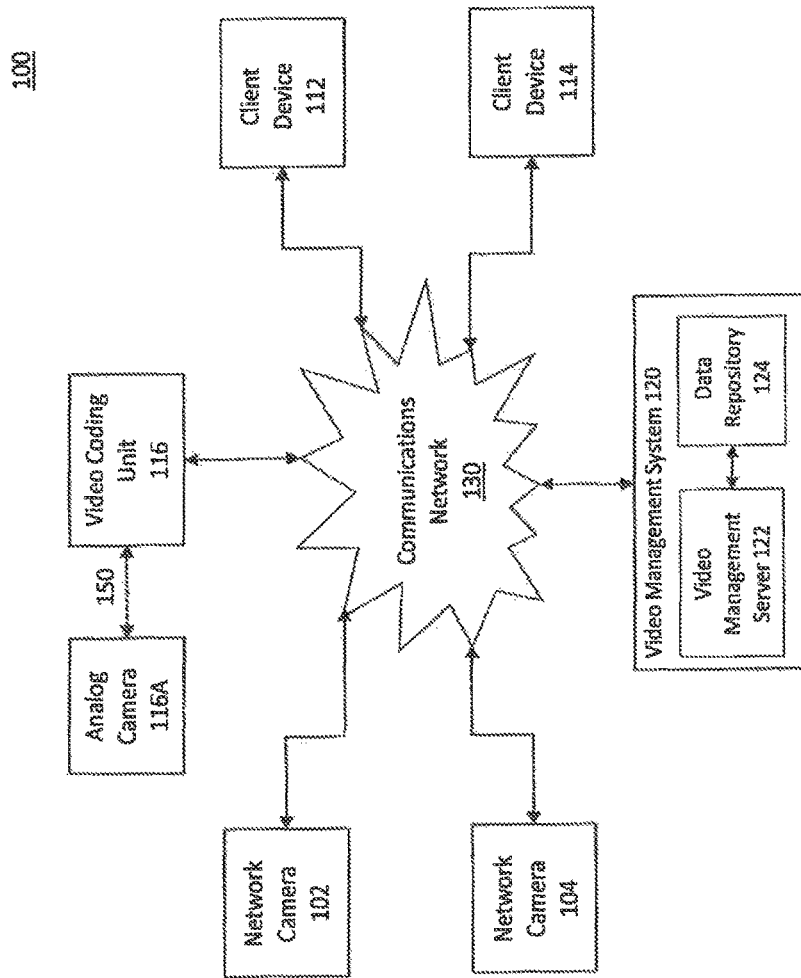 100
Analog
Camera
116A
150
Video Coding
Unit
116
Network
Camera
102
Client
Device
112
Communications
Network
130
Network
Camera
104
Client
Device
114
Video Management System 120
Video
Management
Server 122
Data
Repository
124